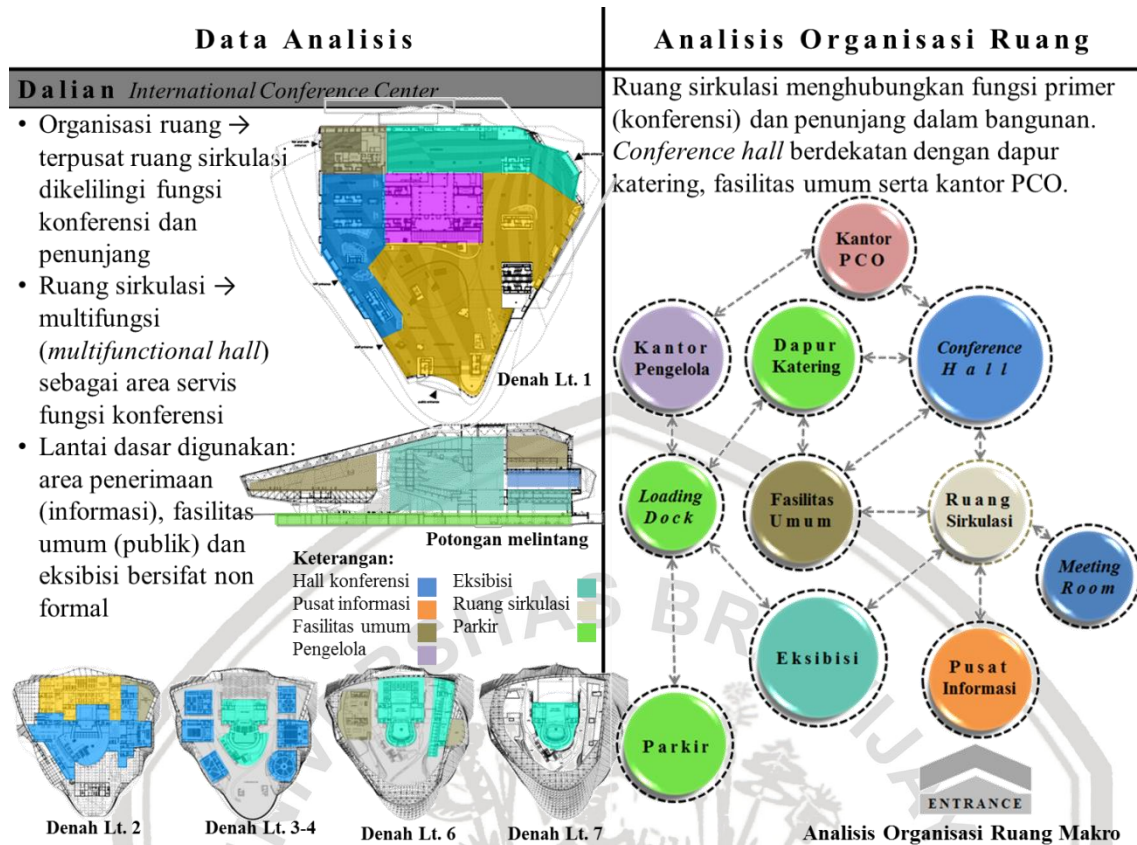 Data Analisis
Analisis Organisasi Ruang
Dalian International Conference Center
• Organisasi ruang →
terpusat ruang sirkulasi
dikelilingi fungsi
konferensi dan
penunjang
• Ruang sirkulasi →
multifungsi
(multifunctional hall)
sebagai area servis
fungsi konferensi
• Lantai dasar digunakan:
area penerimaan
(informasi), fasilitas
umum (publik) dan
eksibisi bersifat non
formal
Denah Lt. 1
Potongan melintang
Keterangan:
Hall konferensi
Pusat informasi
Fasilitas umum
Pengelola
Eksibisi
Ruang sirkulasi
Parkir
Denah Lt. 2
Denah Lt. 3-4
Denah Lt. 6
Denah Lt. 7
Ruang sirkulasi menghubungkan fungsi primer
(konferensi) dan penunjang dalam bangunan.
Conference hall berdekatan dengan dapur
katering, fasilitas umum serta kantor PCO.
Kantor
PCO
Kantor
Pengelola
Dapur
Katering
Conference
Hall
Loading
Dock
Fasilitas
Umum
Ruang
Sirkulasi
Meeting
Room
Eksibisi
Pusat
Informasi
Parkir
ENTRANCE
Analisis Organisasi Ruang Makro